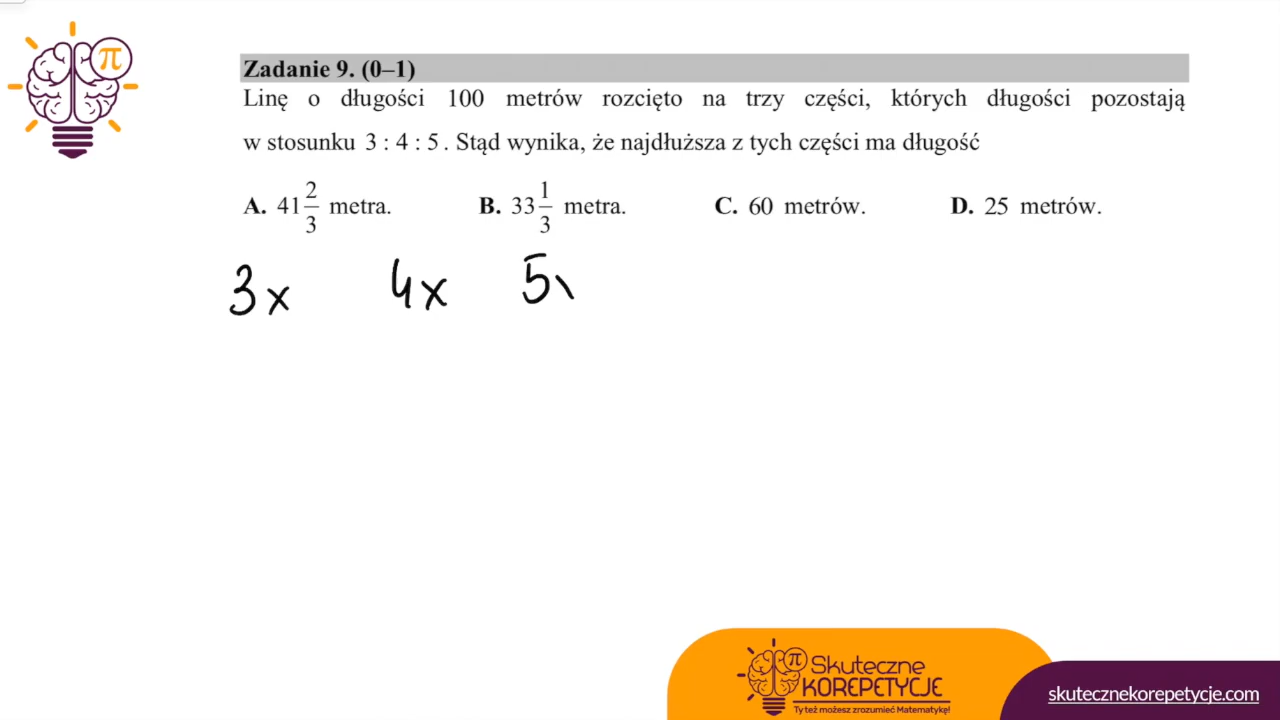 π
Zadanie 9. (0–1)
Linę o długości 100 metrów rozcięto na trzy części, których długości pozostają
w stosunku 3 : 4 : 5 . Stąd wynika, że najdłuższa z tych części ma długość
A. 41 2/3 metra. B. 33 1/3 metra. C. 60 metrów. D. 25 metrów.
3x 4x 5
π Skuteczne
KOREPETYCJE
Ty też możesz zrozumieć Matematykę!
skutecznekorepetycje.com